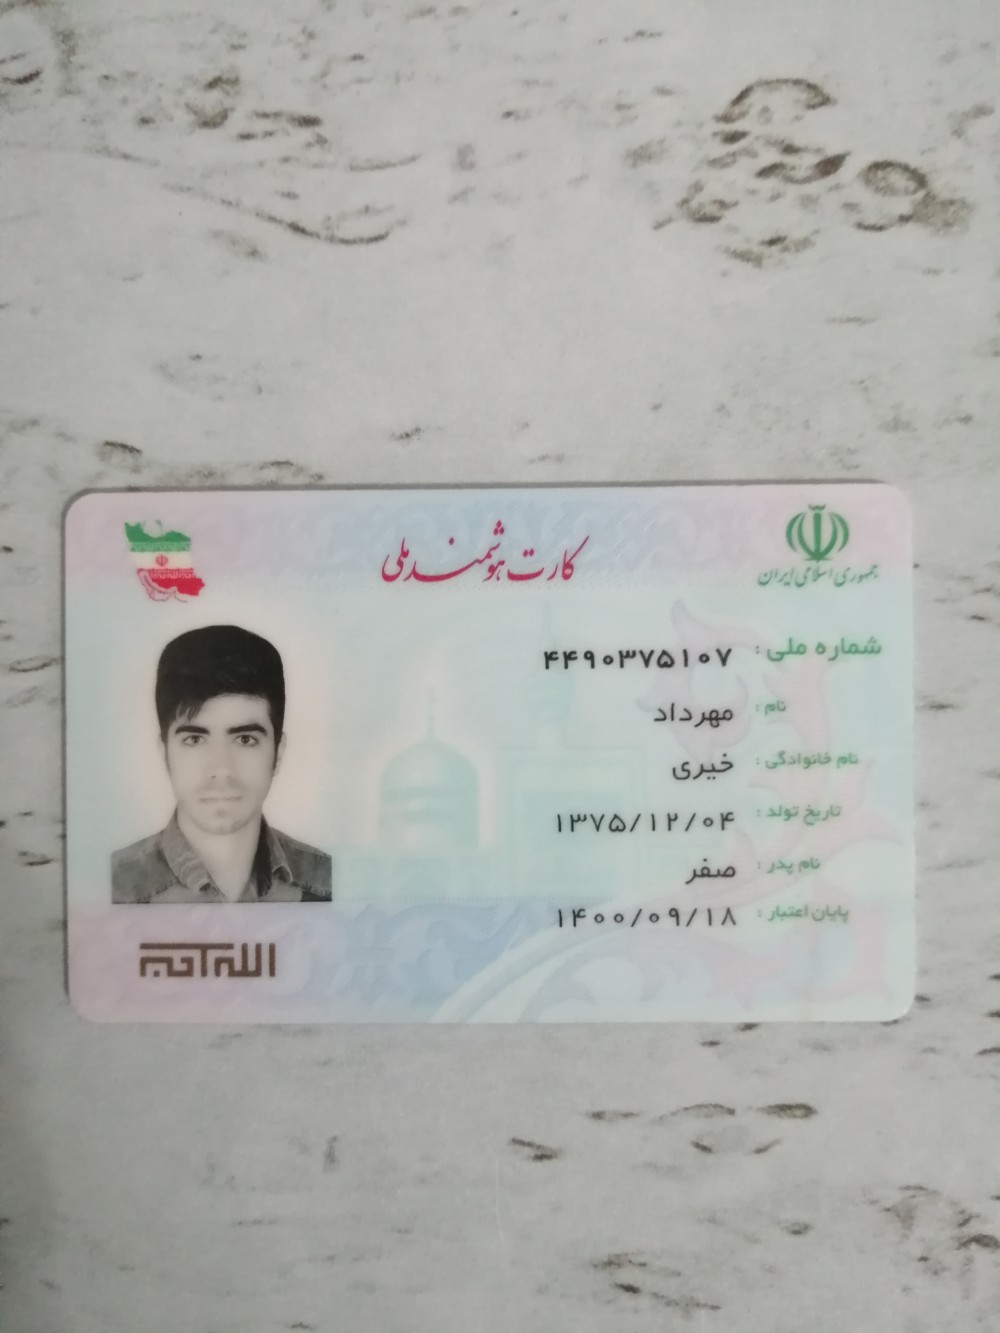 جمهوری اسلامی ایران
کارت هوشمند ملی
شماره ملی : ۴۴۹۰۳۷۵۱۰۷
نام : مهرداد
نام خانوادگی : خیری
تاریخ تولد : ۱۳۷۵/۱۲/۰۴
نام پدر : صفر
پایان اعتبار : ۱۴۰۰/۰۹/۱۸
الله اکبر